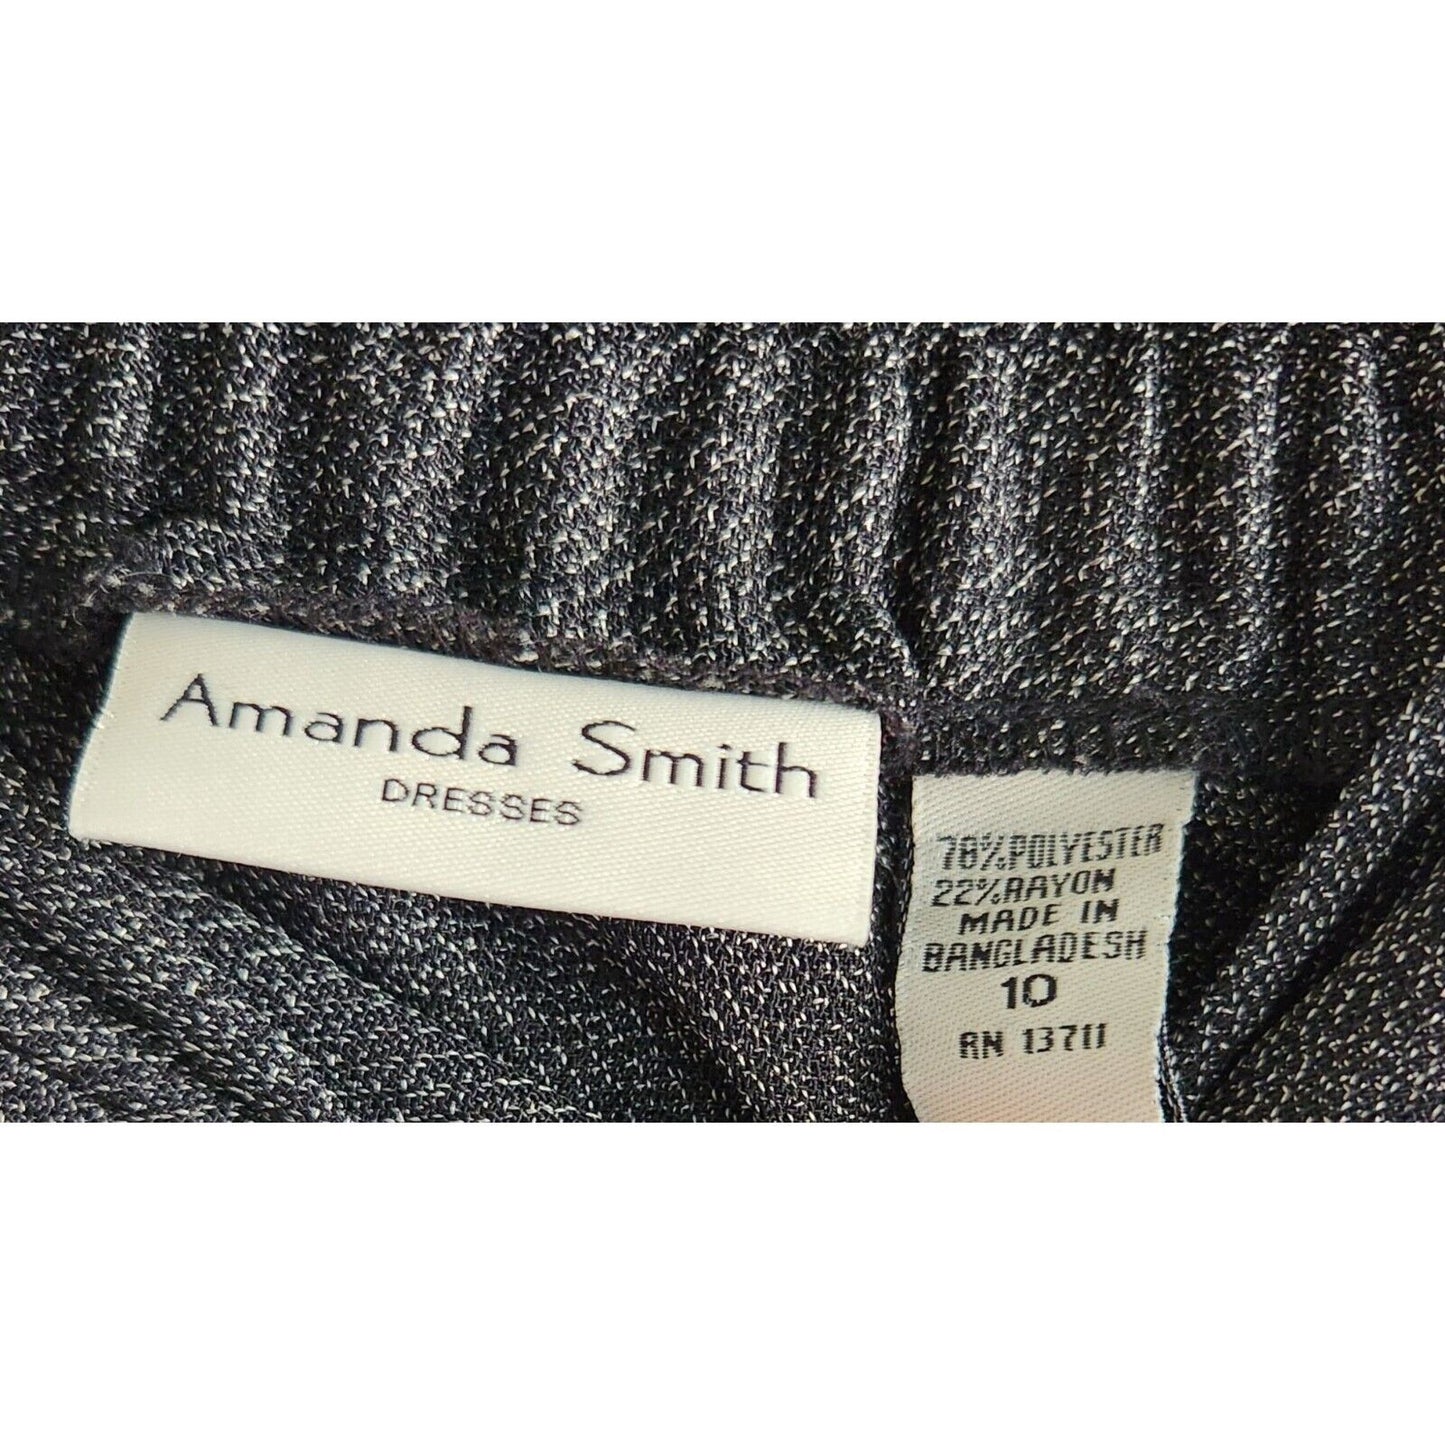 Amanda Smith
DRESSES
78%POLYESTER
22%RAYON
MADE IN
BANGLADESH
10
RN 13711